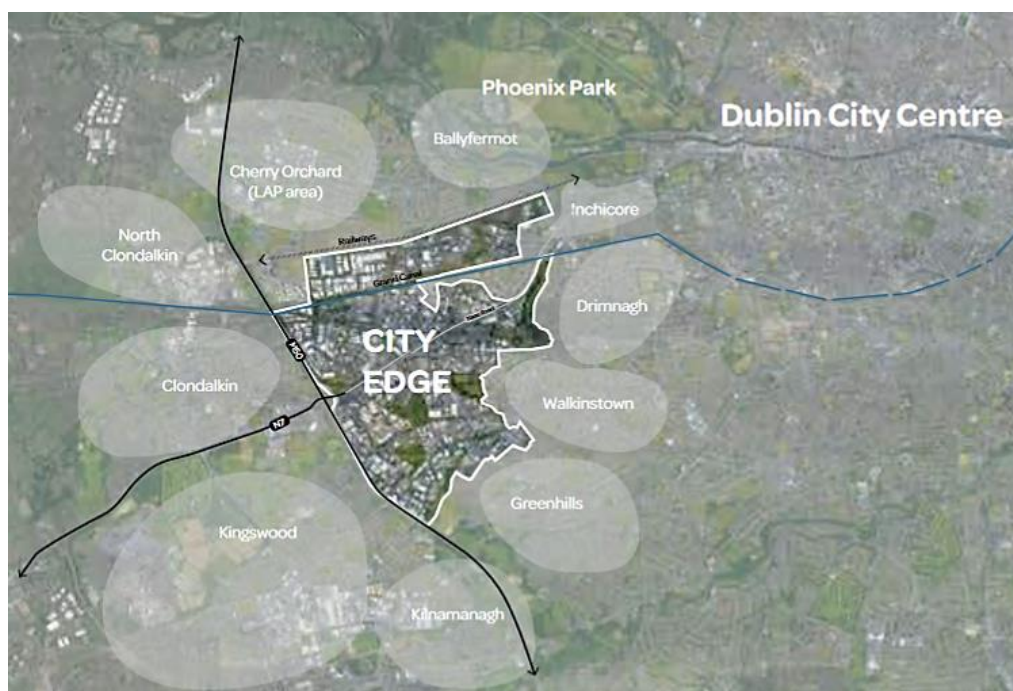 Phoenix Park
Dublin City Centre
Ballyfermot
Cherry Orchard
(LAP area)
Inchicore
North
Clondalkin
Railways
Grand Canal
Drimnagh
CITY
EDGE
M50
Clondalkin
N7
Walkinstown
Greenhills
Kingswood
Kilnamanagh